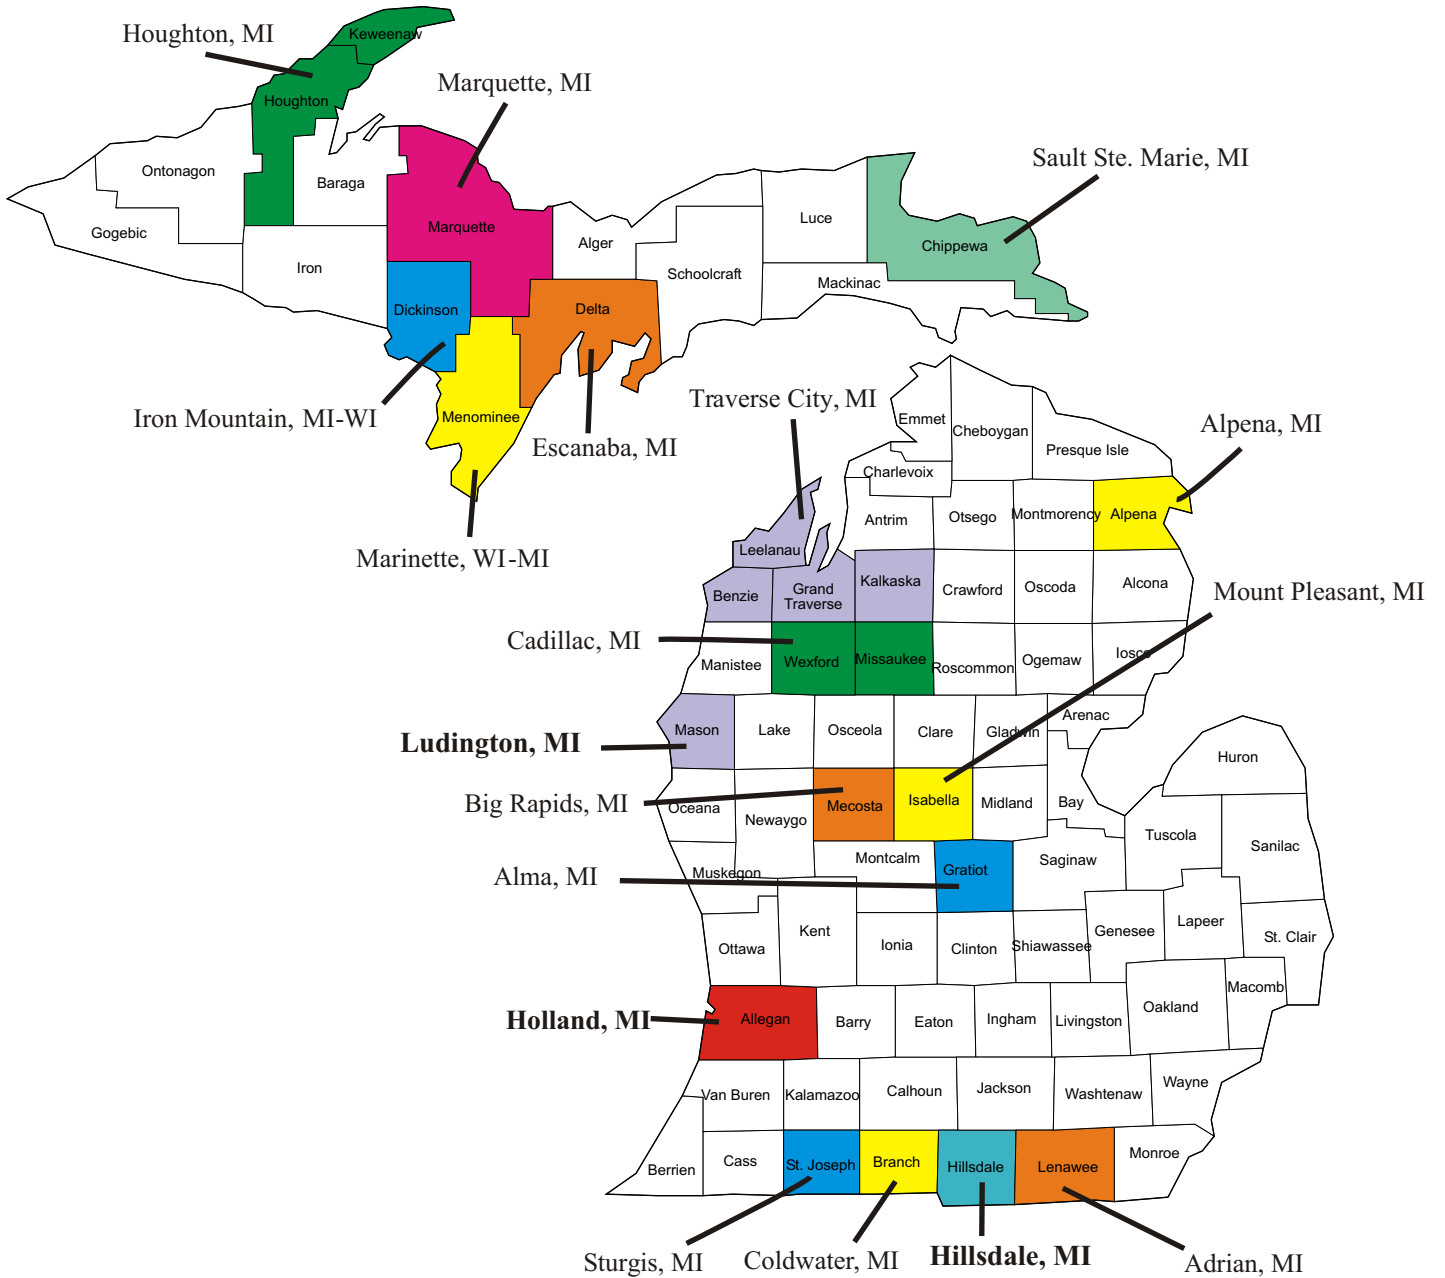 Houghton, MI
Keweenaw
Marquette, MI
Houghton
Sault Ste. Marie, MI
Ontonagon
Baraga
Gogebic
Marquette
Alger
Luce
Chippewa
Iron
Schoolcraft
Mackinac
Dickinson
Delta
Iron Mountain, MI-WI
Menominee
Escanaba, MI
Marinette, WI-MI
Traverse City, MI
Emmet
Cheboygan
Presque Isle
Alpena, MI
Charlevoix
Antrim
Otsego
Montmorency
Alpena
Leelanau
Benzie
Grand
Traverse
Kalkaska
Crawford
Oscoda
Alcona
Mount Pleasant, MI
Cadillac, MI
Manistee
Wexford
Missaukee
Roscommon
Ogemaw
Iosco
Ludington, MI
Mason
Lake
Osceola
Clare
Gladwin
Arenac
Huron
Big Rapids, MI
Oceana
Newaygo
Mecosta
Isabella
Midland
Bay
Tuscola
Sanilac
Alma, MI
Muskegon
Montcalm
Gratiot
Saginaw
Ottawa
Kent
Ionia
Clinton
Shiawassee
Genesee
Lapeer
St. Clair
Holland, MI
Allegan
Barry
Eaton
Ingham
Livingston
Oakland
Macomb
Van Buren
Kalamazoo
Calhoun
Jackson
Washtenaw
Wayne
Berrien
Cass
St. Joseph
Branch
Hillsdale
Lenawee
Monroe
Sturgis, MI
Coldwater, MI
Hillsdale, MI
Adrian, MI